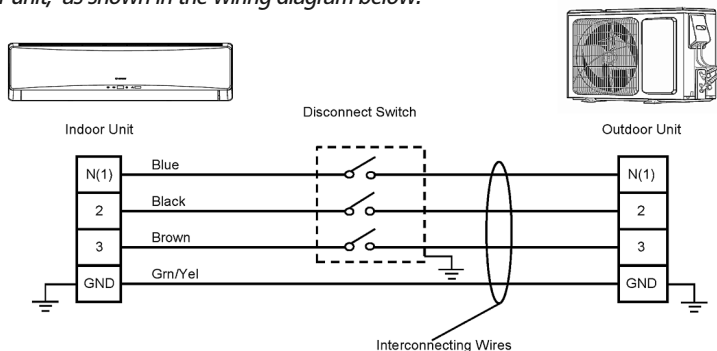 r unit, as shown in the wiring diagram below.
Disconnect Switch
Indoor Unit
Outdoor Unit
N(1) Blue N(1)
2 Black 2
3 Brown 3
GND Grn/Yel GND
Interconnecting Wires